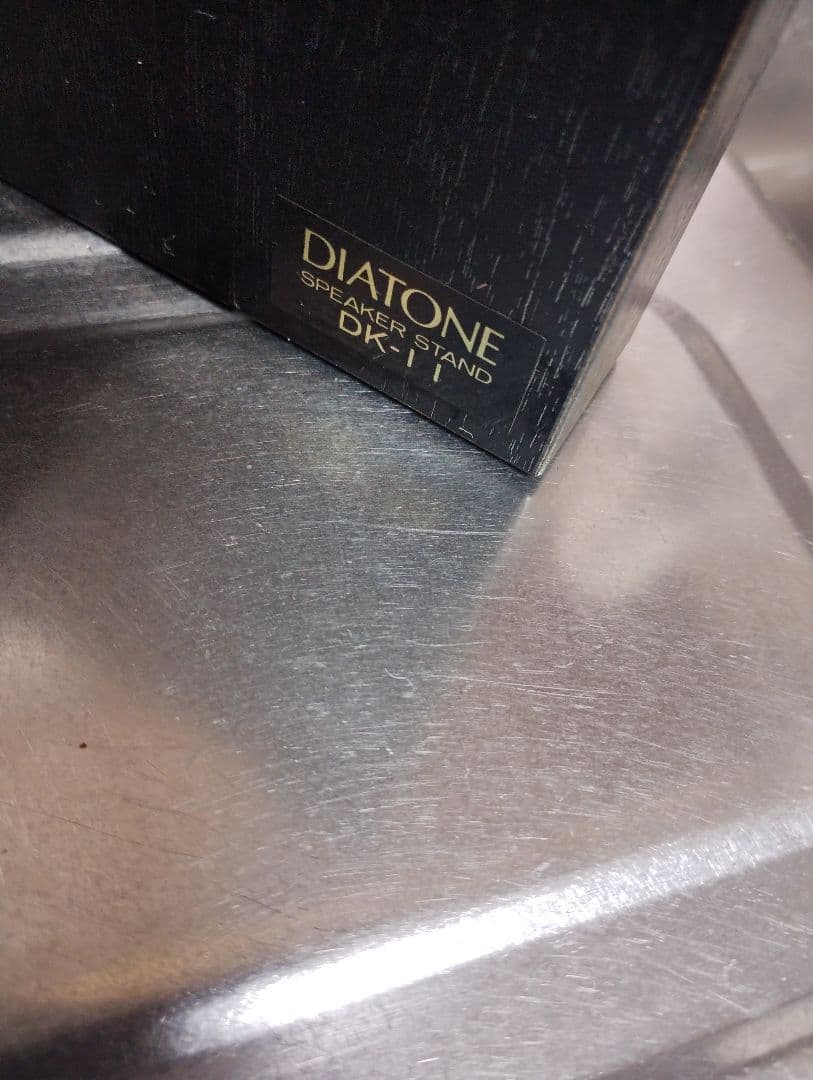 DIATONE
SPEAKER STAND
DK-11